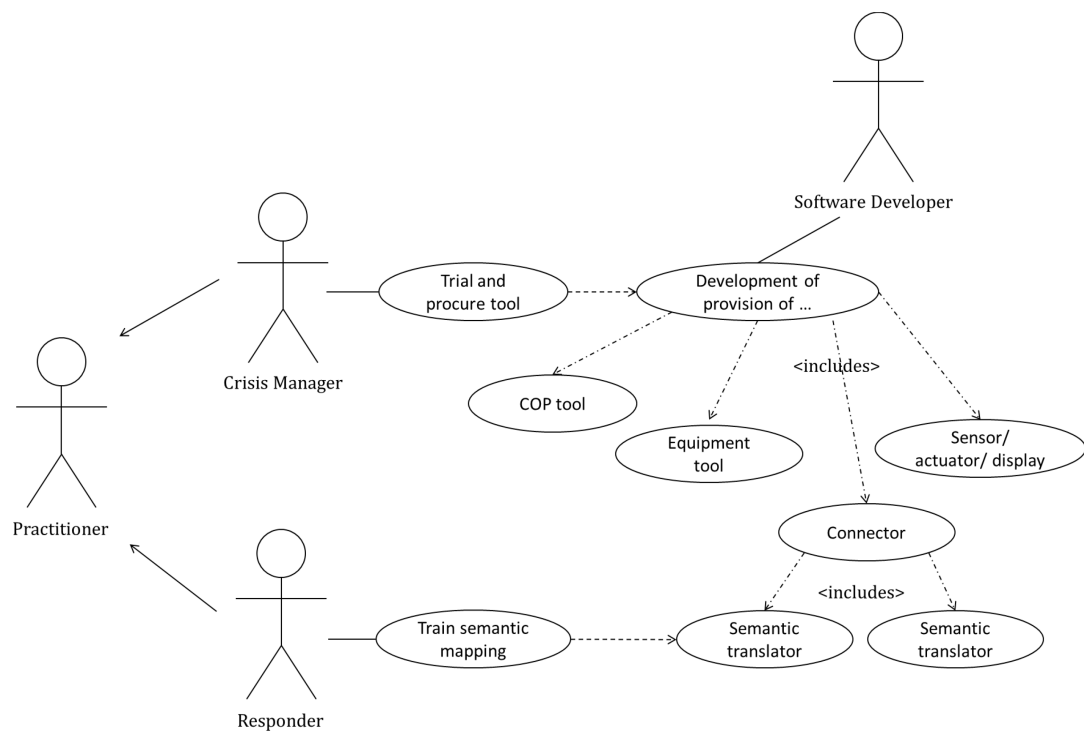 Software Developer
Trial and
procure tool
Development of
provision of ...
Crisis Manager
<includes>
COP tool
Equipment
tool
Sensor/
actuator/ display
Practitioner
Connector
<includes>
Train semantic
mapping
Semantic
translator
Semantic
translator
Responder